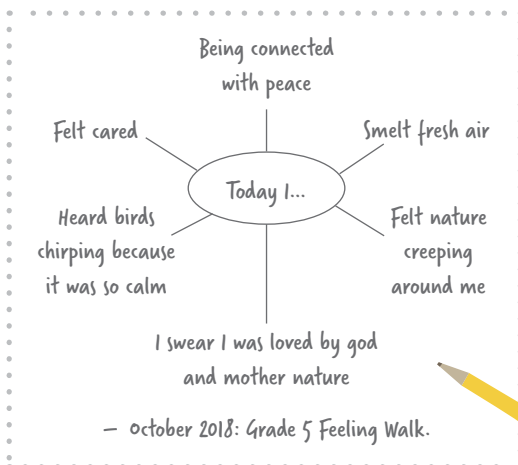 Being connected
with peace
Felt cared
Smelt fresh air
Today I...
Heard birds
chirping because
it was so calm
Felt nature
creeping
around me
I swear I was loved by god
and mother nature
– October 2018: Grade 5 Feeling Walk.